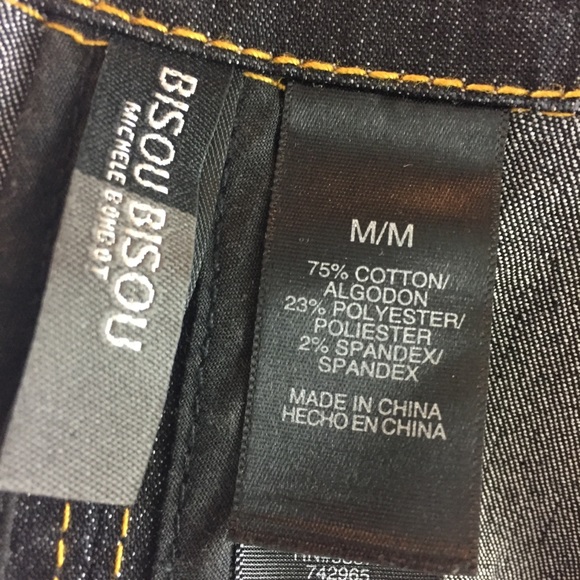 BISOU BISOU
MICHELE BOHBOT
M/M
75% COTTON/
ALGODON
23% POLYESTER/
POLIESTER
2% SPANDEX/
SPANDEX
MADE IN CHINA
HECHO EN CHINA
742965